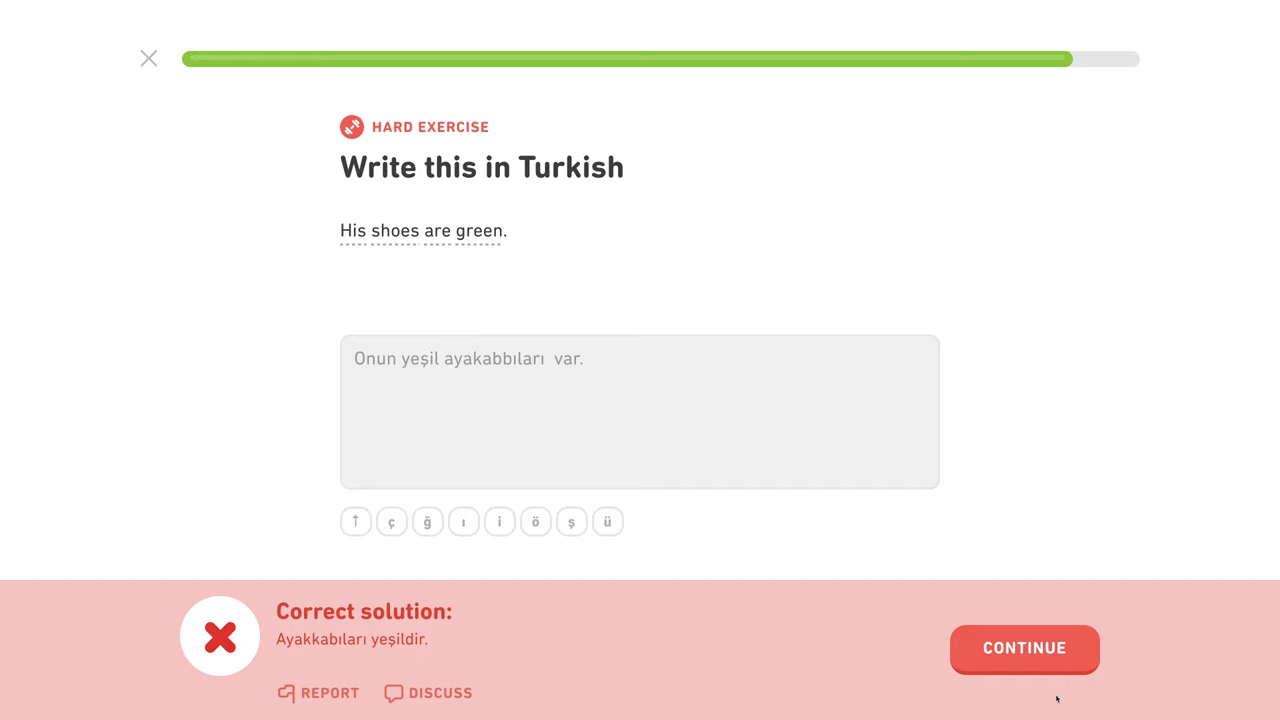 HARD EXERCISE
Write this in Turkish
His shoes are green.
Onun yeşil ayakabbıları  var.
↑ ç ğ ı i ö ş ü
Correct solution:
Ayakkabıları yeşildir.
CONTINUE
REPORT DISCUSS